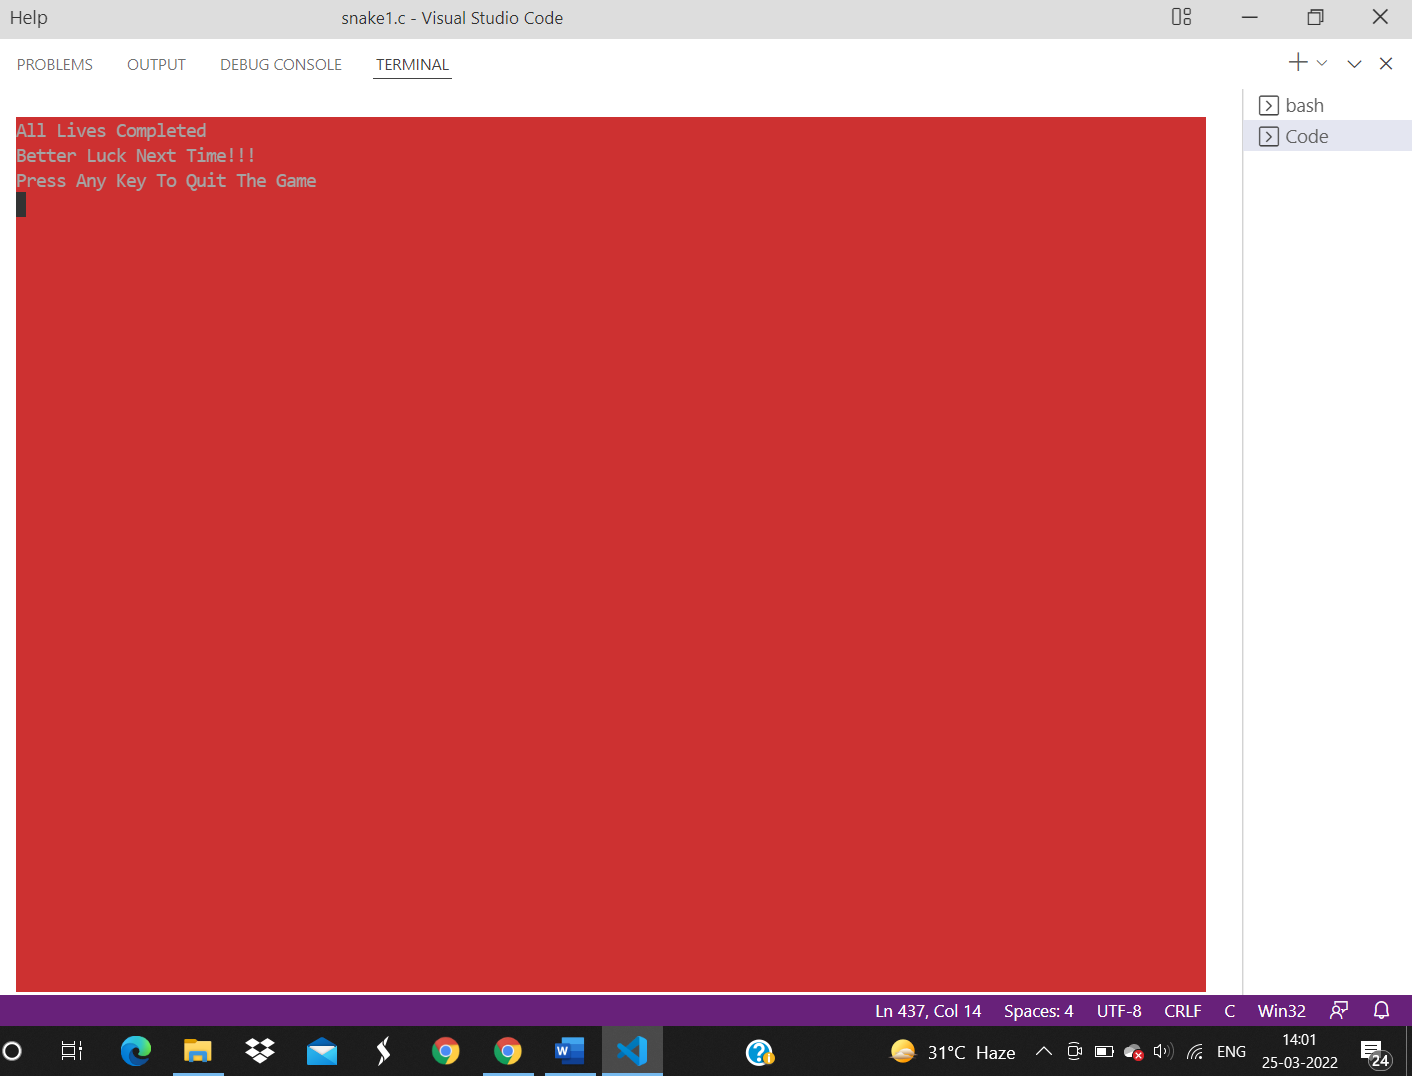 Help
snake1.c - Visual Studio Code
PROBLEMS OUTPUT DEBUG CONSOLE TERMINAL
bash
Code
All Lives Completed
Better Luck Next Time!!!
Press Any Key To Quit The Game
Ln 437, Col 14 Spaces: 4 UTF-8 CRLF C Win32
31°C Haze ENG
14:01
25-03-2022
24